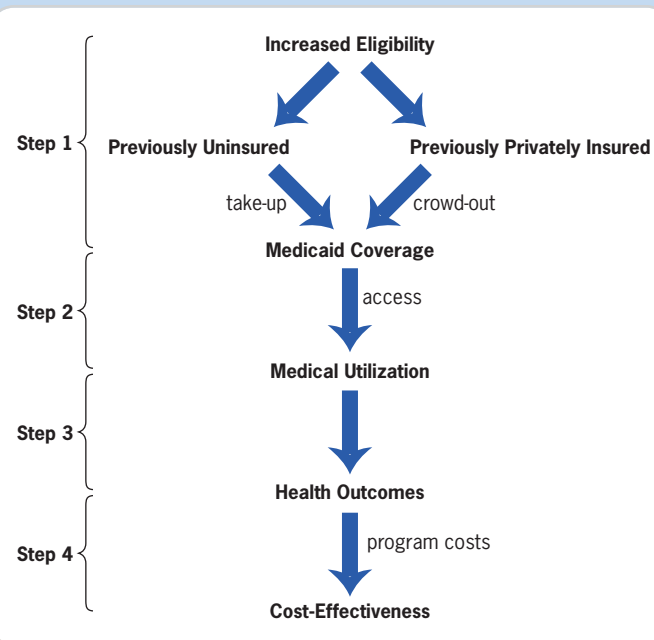 Increased Eligibility
Step 1
Previously Uninsured
Previously Privately Insured
take-up
crowd-out
Medicaid Coverage
Step 2
access
Medical Utilization
Step 3
Health Outcomes
Step 4
program costs
Cost-Effectiveness